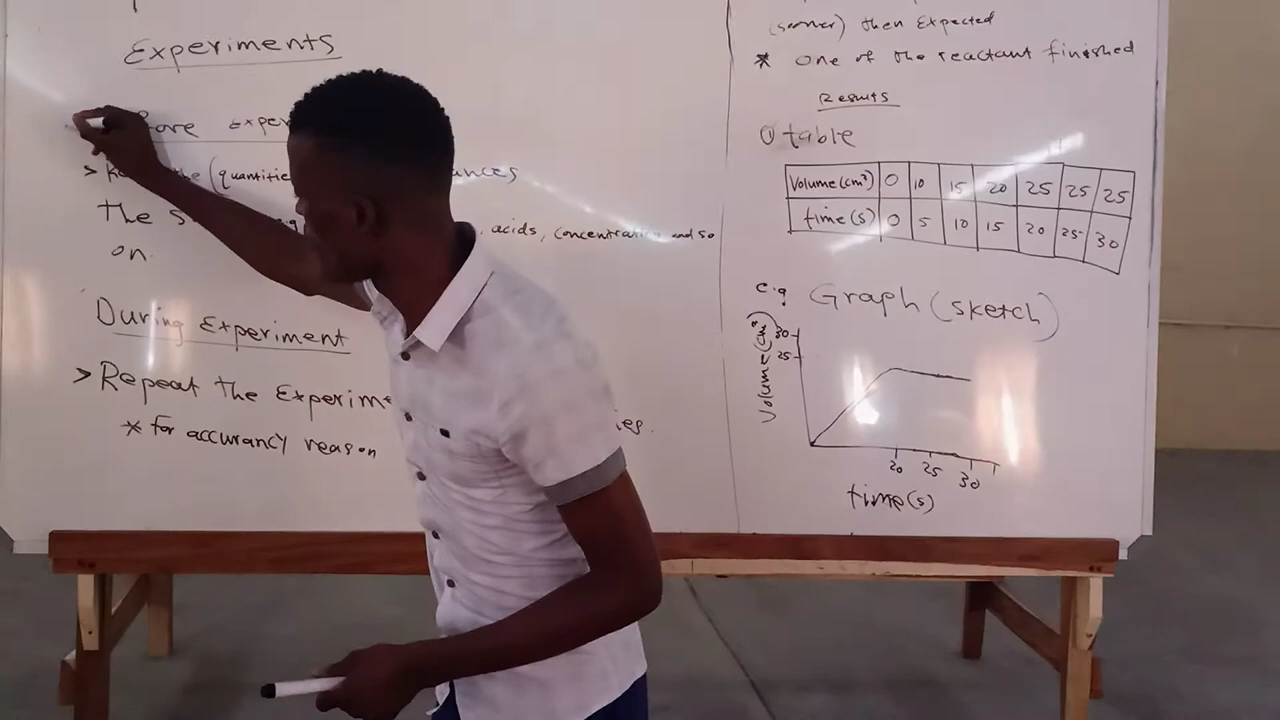 Experiments
> the (quantitie
The s
acids, concentration and so
on.
During Experiment
> Repeat the Experime
* for accurancy reason
(sooner) then Expected
* one of the reactant finished
Results
① table
Volume(cm³) 0 10 15 20 25 25 25
time(s) 0 5 10 15 20 25 30
e.g Graph (sketch)
Volume(cm³)
30
25
20 25 30
time(s)